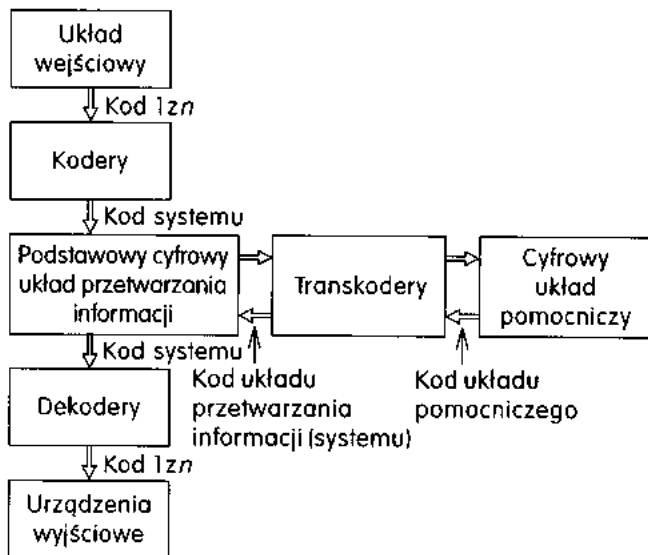 Układ
wejściowy
Kod 1zn
Kodery
Kod systemu
Podstawowy cyfrowy
układ przetwarzania
informacji
Transkodery
Cyfrowy
układ
pomocniczy
Kod systemu
Kod układu
przetwarzania
informacji (systemu)
Kod układu
pomocniczego
Dekodery
Kod 1zn
Urządzenia
wyjściowe